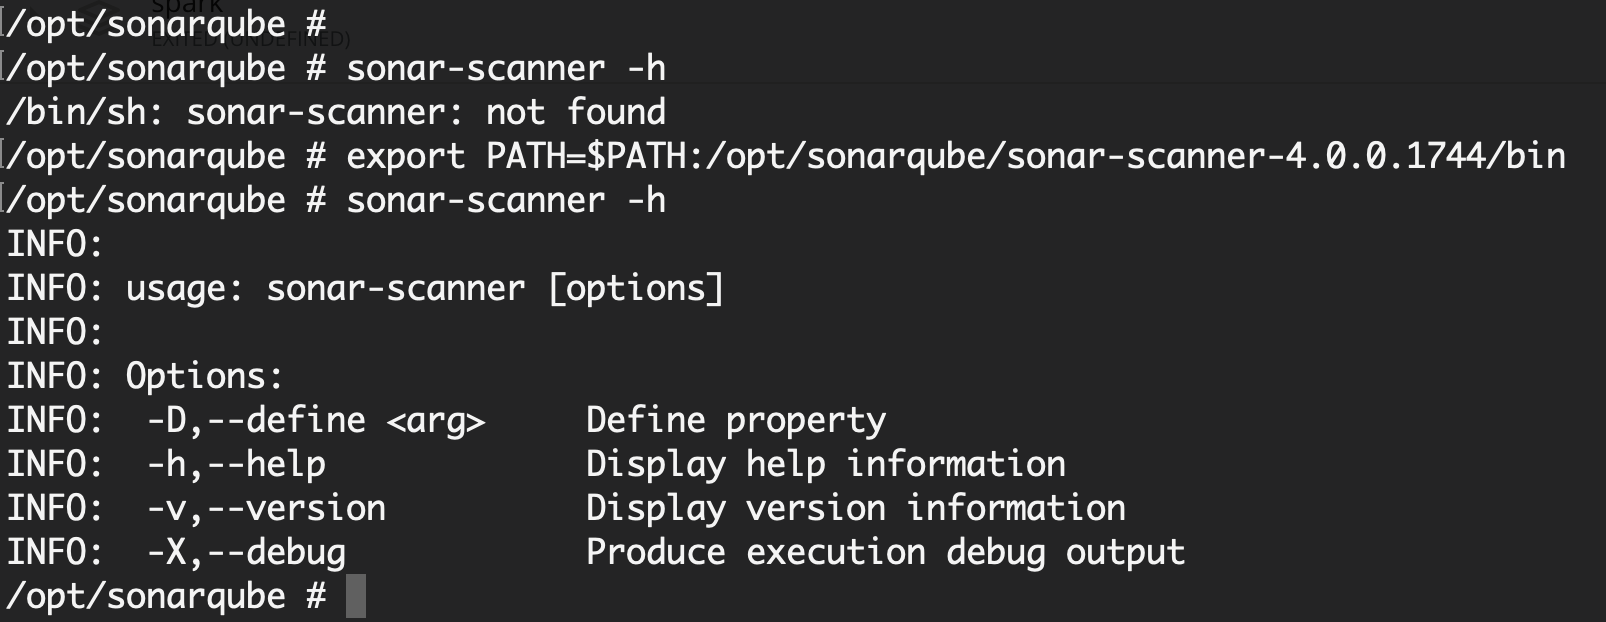 spark
/opt/sonarqube #
EXITED (UNDEFINED)
/opt/sonarqube # sonar-scanner -h
/bin/sh: sonar-scanner: not found
/opt/sonarqube # export PATH=$PATH:/opt/sonarqube/sonar-scanner-4.0.0.1744/bin
/opt/sonarqube # sonar-scanner -h
INFO:
INFO: usage: sonar-scanner [options]
INFO:
INFO: Options:
INFO:  -D,--define <arg>     Define property
INFO:  -h,--help             Display help information
INFO:  -v,--version          Display version information
INFO:  -X,--debug            Produce execution debug output
/opt/sonarqube #